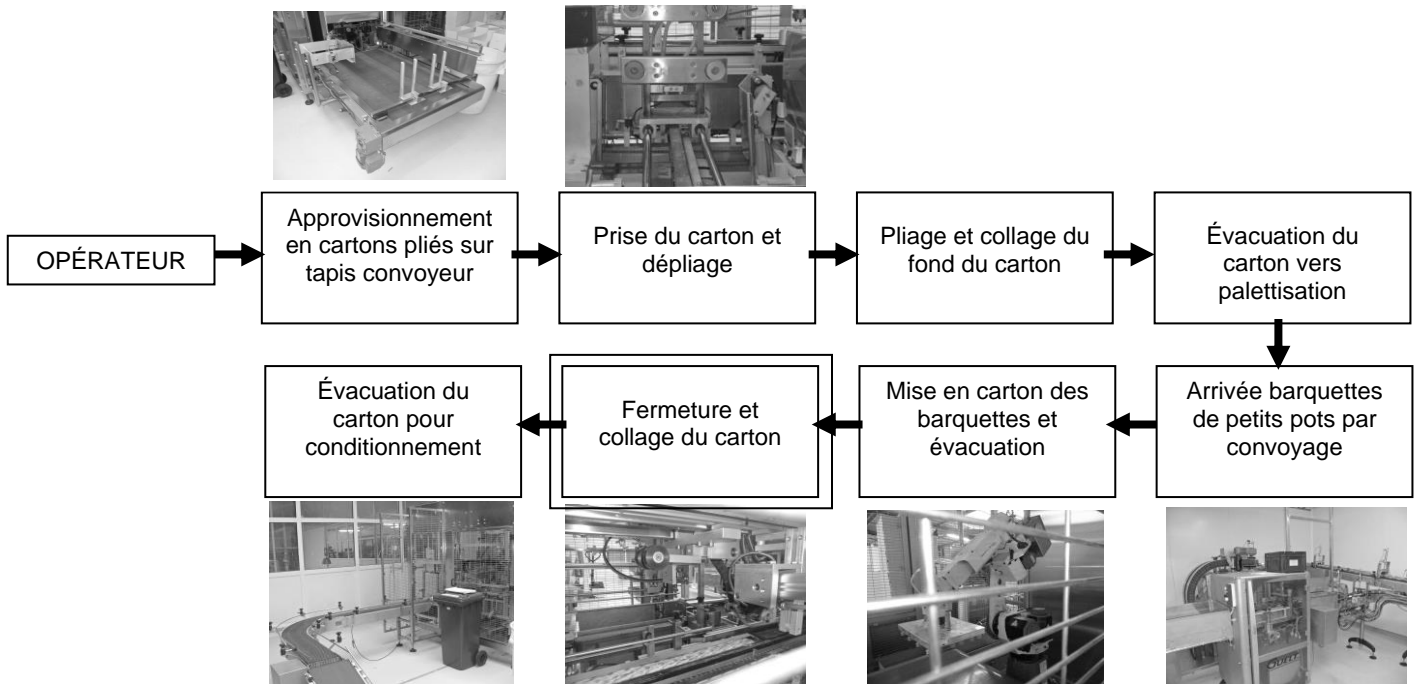 OPÉRATEUR
Approvisionnement
en cartons pliés sur
tapis convoyeur
Prise du carton et
dépliage
Pliage et collage du
fond du carton
Évacuation du
carton vers
palettisation
Arrivée barquettes
de petits pots par
convoyage
Mise en carton des
barquettes et
évacuation
Fermeture et
collage du carton
Évacuation du
carton pour
conditionnement